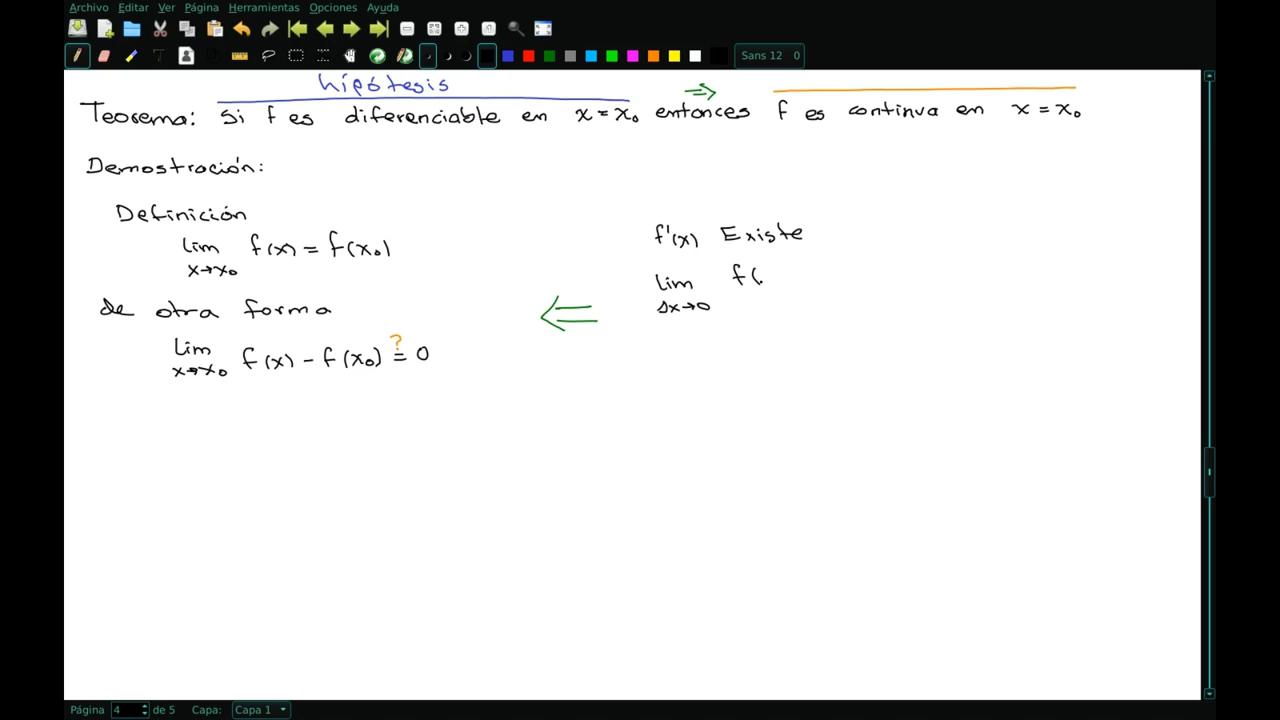 Archivo Editar Ver Página Herramientas Opciones Ayuda
Sans 12 0
hipótesis
Teorema: Si f es diferenciable en x = x₀ entonces f es continua en x = x₀
⇒
Demostración:
Definición
lim f(x) = f(x₀)
x→x₀
de otra forma
lim f(x) - f(x₀) = 0
?
x→x₀
⇐
f'(x) Existe
lim f(.
Δx→0
Página 4 de 5 Capa: Capa 1